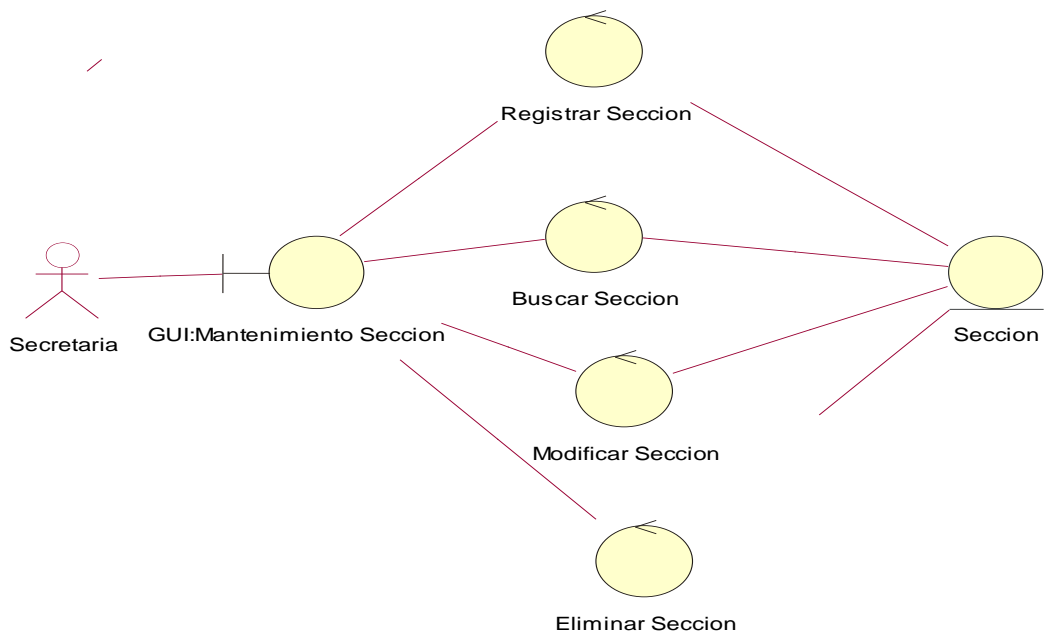 Registrar Seccion
Buscar Seccion
Secretaria
GUI:Mantenimiento Seccion
Seccion
Modificar Seccion
Eliminar Seccion